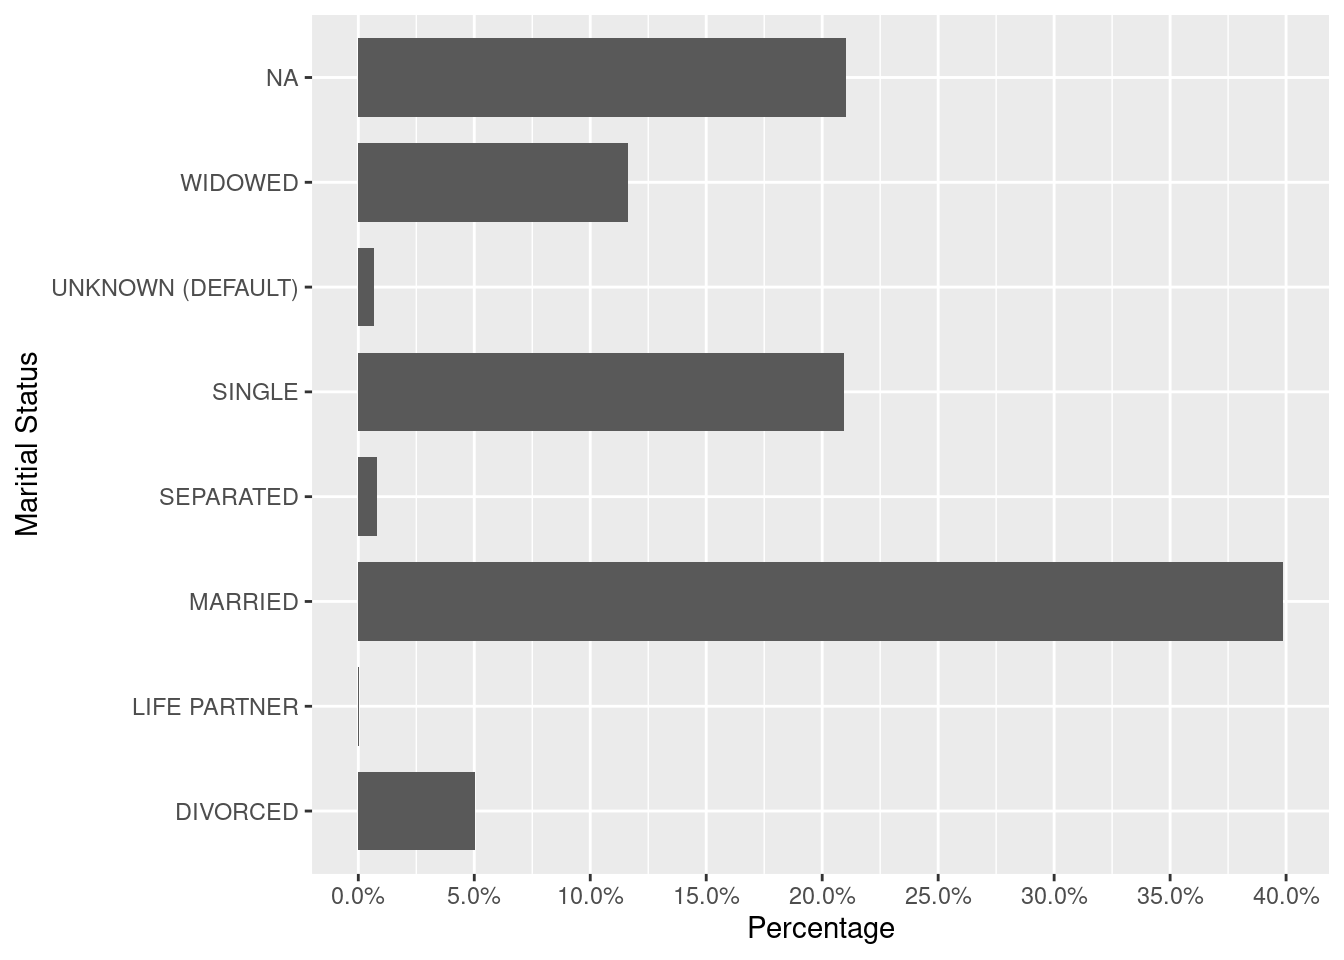 NA
WIDOWED
UNKNOWN (DEFAULT)
SINGLE
SEPARATED
MARRIED
LIFE PARTNER
DIVORCED
Maritial Status
0.0% 5.0% 10.0% 15.0% 20.0% 25.0% 30.0% 35.0% 40.0%
Percentage